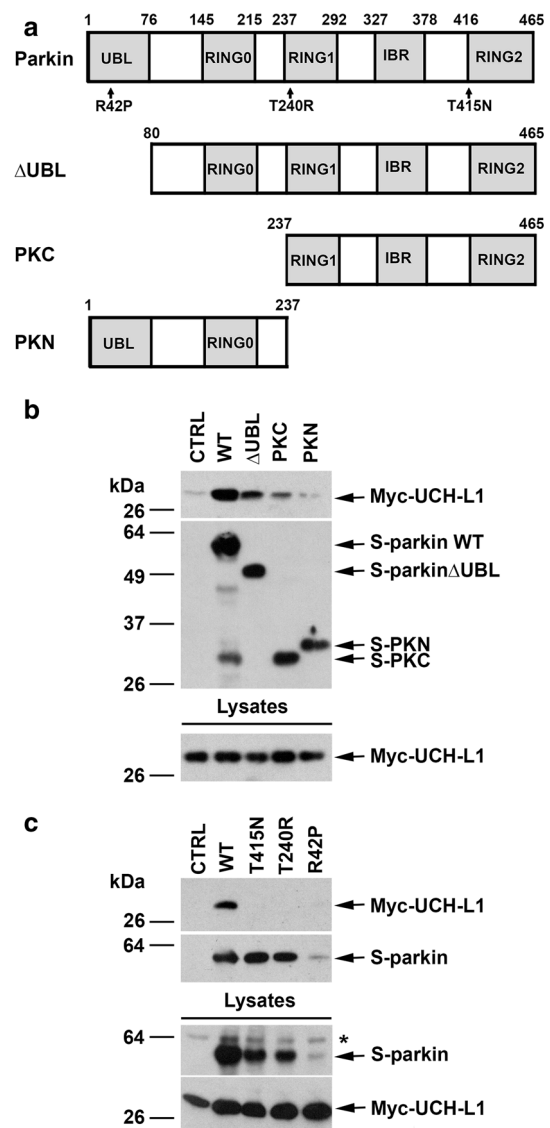 a
1 76 145 215 237 292 327 378 416 465
Parkin UBL RING0 RING1 IBR RING2
R42P T240R T415N
80 465
ΔUBL RING0 RING1 IBR RING2
237 465
PKC RING1 IBR RING2
1 237
PKN UBL RING0
b
CTRL WT ΔUBL PKC PKN
kDa
Myc-UCH-L1
26
64
S-parkin WT
49 S-parkinΔUBL
37
S-PKN
S-PKC
26
Lysates
Myc-UCH-L1
26
c
CTRL WT T415N T240R R42P
kDa
Myc-UCH-L1
26
64
S-parkin
Lysates
64 *
S-parkin
Myc-UCH-L1
26